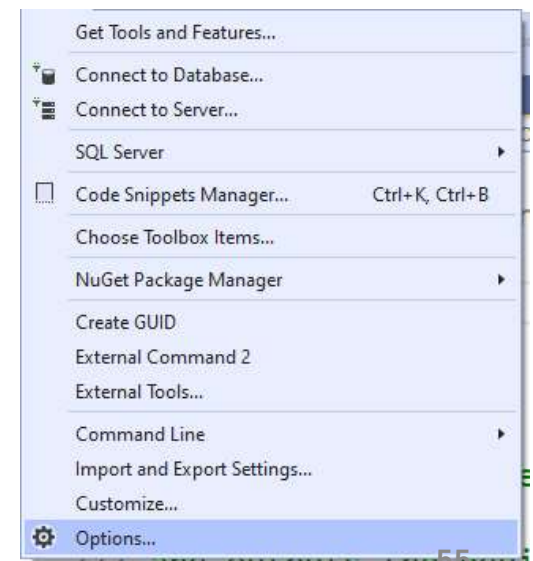 Get Tools and Features...
Connect to Database...
Connect to Server...
SQL Server
Code Snippets Manager... Ctrl+K, Ctrl+B
Choose Toolbox Items...
NuGet Package Manager
Create GUID
External Command 2
External Tools...
Command Line
Import and Export Settings...
Customize...
Options...
55